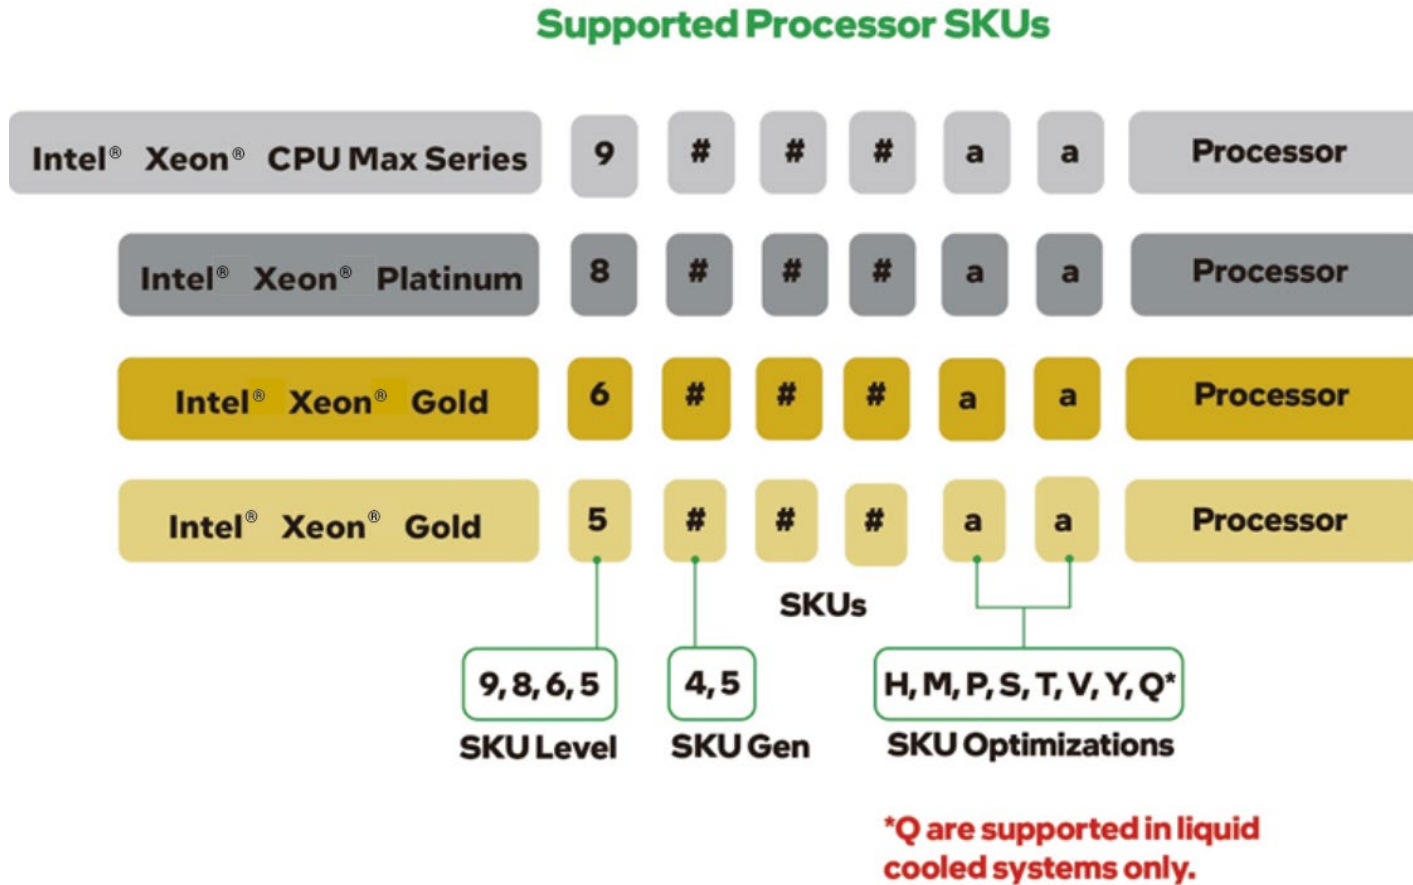 Supported Processor SKUs
Intel® Xeon® CPU Max Series 9 # # # a a Processor
Intel® Xeon® Platinum 8 # # # a a Processor
Intel® Xeon® Gold 6 # # # a a Processor
Intel® Xeon® Gold 5 # # # a a Processor
SKUs
9, 8, 6, 5 4, 5 H, M, P, S, T, V, Y, Q*
SKU Level SKU Gen SKU Optimizations
*Q are supported in liquid
cooled systems only.